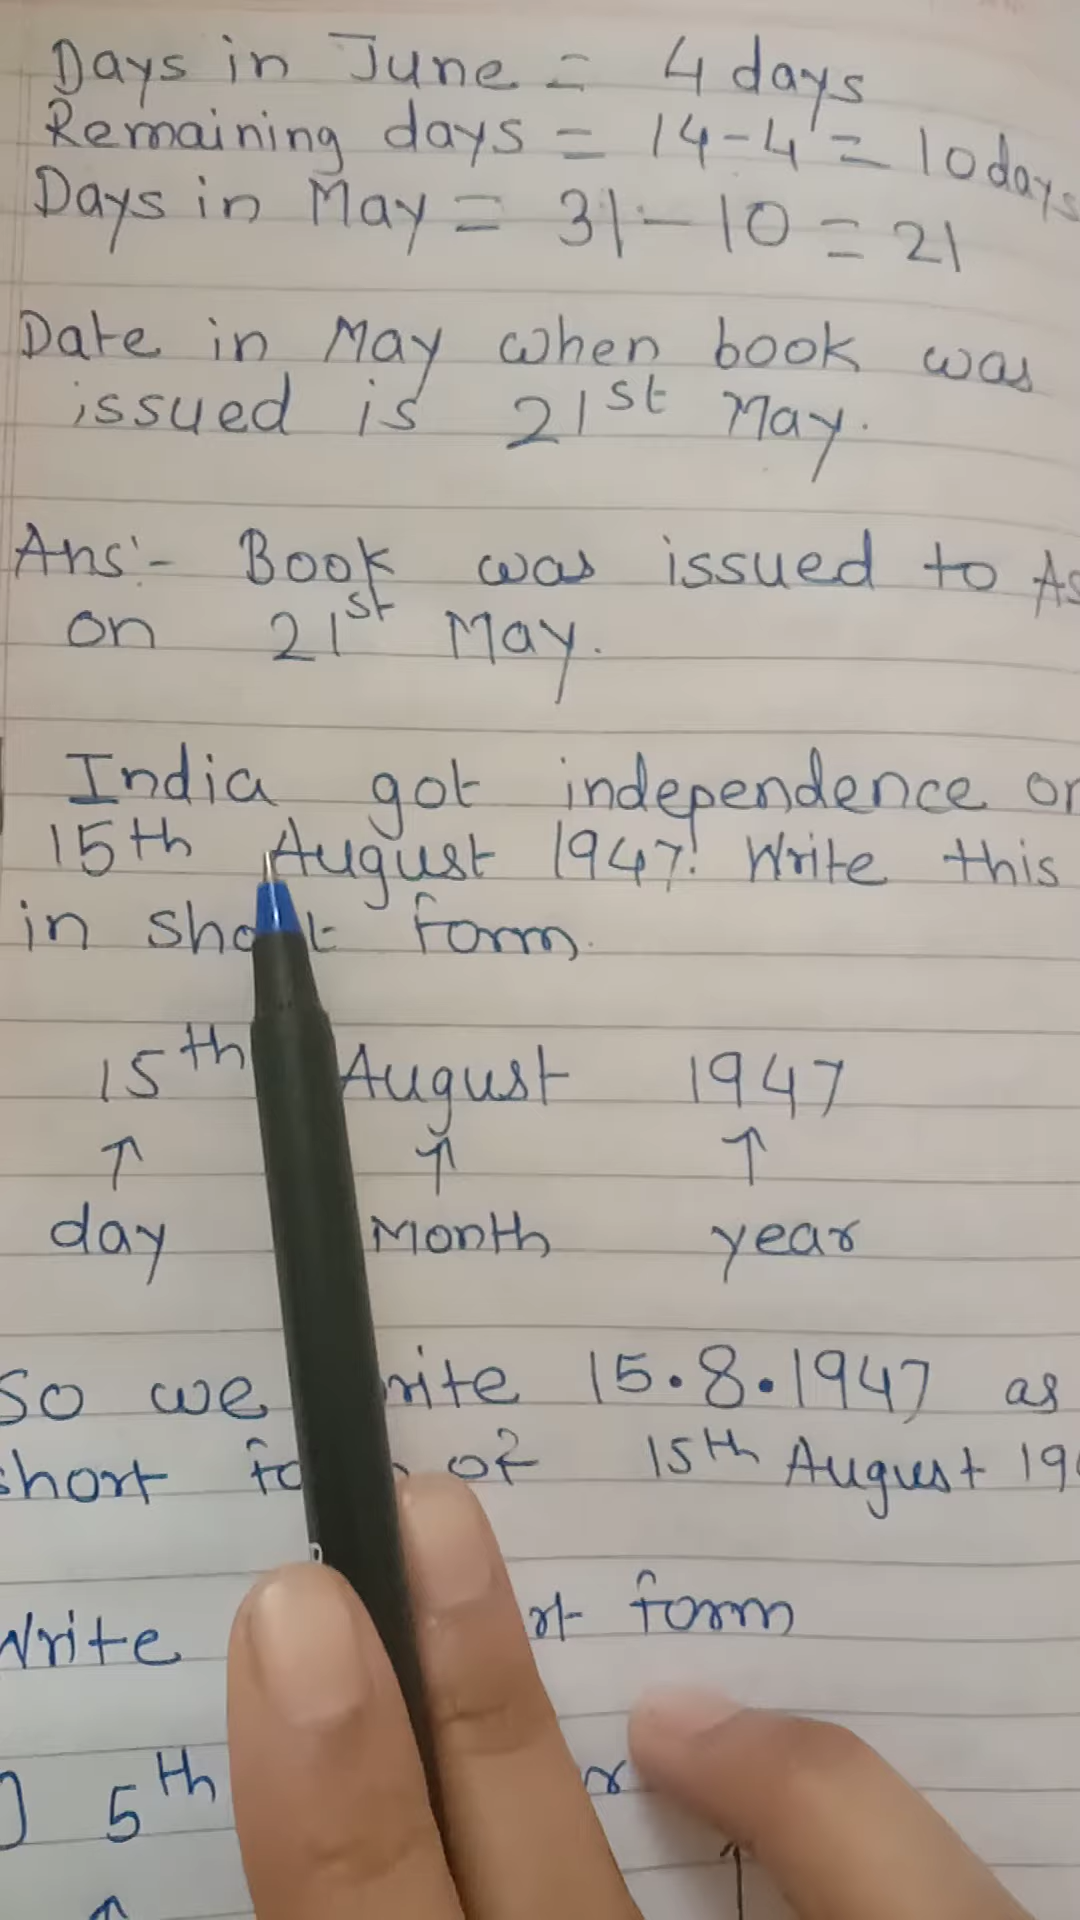 Days in June = 4 days
Remaining days = 14-4 = 10 days
Days in May = 31-10 = 21
Date in May when book was
issued is 21st May.
Ans:- Book was issued to
on 21st May.
India got independence
15th August 1947. Write this
in short form.
15th August 1947
↑ ↑ ↑
day Month year
So we write 15.8.1947 as
short of 15th August
Write form
5th